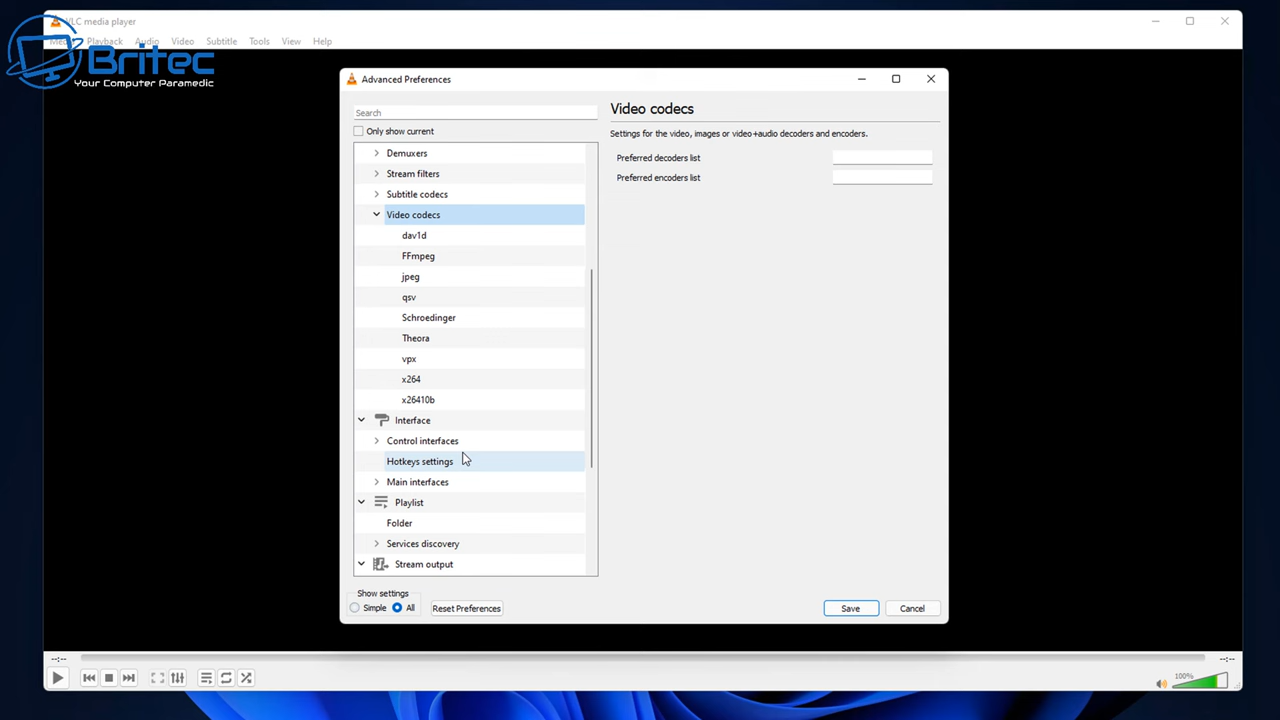 VLC media player
Media Playback Audio Video Subtitle Tools View Help
Britec
Your Computer Paramedic
Advanced Preferences
Search
Only show current
Demuxers
Stream filters
Subtitle codecs
Video codecs
dav1d
FFmpeg
jpeg
qsv
Schroedinger
Theora
vpx
x264
x26410b
Interface
Control interfaces
Hotkeys settings
Main interfaces
Playlist
Folder
Services discovery
Stream output
Video codecs
Settings for the video, images or video+audio decoders and encoders.
Preferred decoders list
Preferred encoders list
Show settings
Simple All Reset Preferences
Save Cancel
--:-- --:--
100%